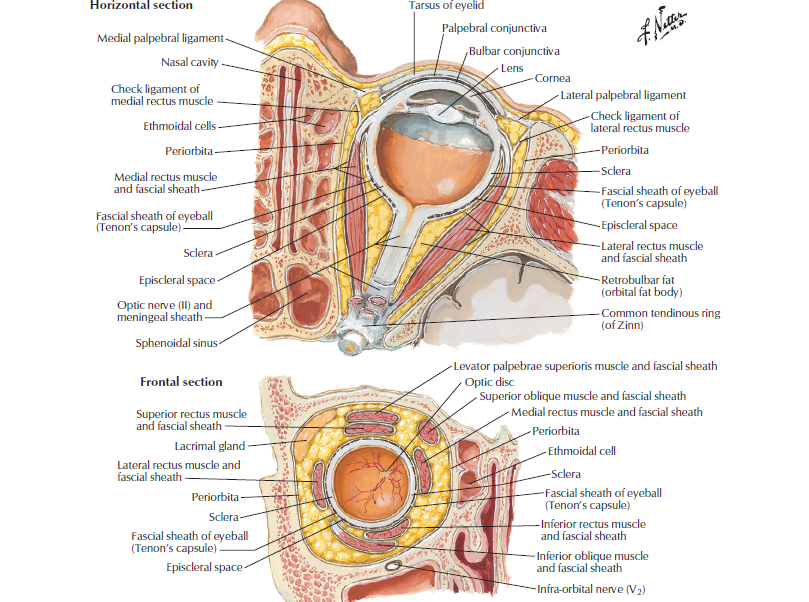 Horizontal section
Tarsus of eyelid
Palpebral conjunctiva
Bulbar conjunctiva
Lens
Cornea
Lateral palpebral ligament
Check ligament of
lateral rectus muscle
Periorbita
Sclera
Fascial sheath of eyeball
(Tenon's capsule)
Episcleral space
Lateral rectus muscle
and fascial sheath
Retrobulbar fat
(orbital fat body)
Common tendinous ring
(of Zinn)
Medial palpebral ligament
Nasal cavity
Check ligament of
medial rectus muscle
Ethmoidal cells
Periorbita
Medial rectus muscle
and fascial sheath
Fascial sheath of eyeball
(Tenon's capsule)
Sclera
Episcleral space
Optic nerve (II) and
meningeal sheath
Sphenoidal sinus
F. Netter
M.D.
Frontal section
Levator palpebrae superioris muscle and fascial sheath
Optic disc
Superior oblique muscle and fascial sheath
Medial rectus muscle and fascial sheath
Periorbita
Ethmoidal cell
Sclera
Fascial sheath of eyeball
(Tenon's capsule)
Inferior rectus muscle
and fascial sheath
Inferior oblique muscle
and fascial sheath
Infra-orbital nerve (V₂)
Superior rectus muscle
and fascial sheath
Lacrimal gland
Lateral rectus muscle and
fascial sheath
Periorbita
Sclera
Fascial sheath of eyeball
(Tenon's capsule)
Episcleral space